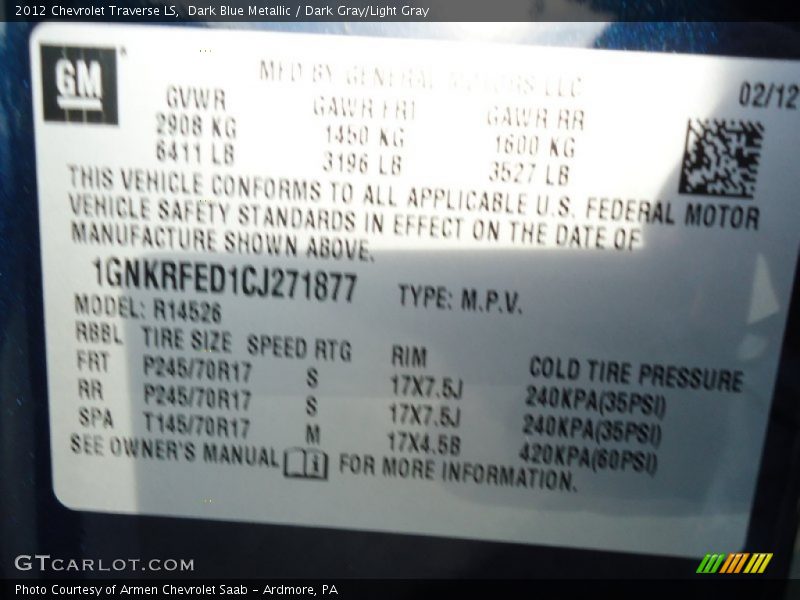 2012 Chevrolet Traverse LS, Dark Blue Metallic / Dark Gray/Light Gray
GM
MFD BY GENERAL MOTORS LLC
02/12
GVWR GAWR FRT GAWR RR
2908 KG 1450 KG 1600 KG
6411 LB 3196 LB 3527 LB
THIS VEHICLE CONFORMS TO ALL APPLICABLE U.S. FEDERAL MOTOR
VEHICLE SAFETY STANDARDS IN EFFECT ON THE DATE OF
MANUFACTURE SHOWN ABOVE.
1GNKRFED1CJ271877 TYPE: M.P.V.
MODEL: R14526
RBBL TIRE SIZE SPEED RTG RIM COLD TIRE PRESSURE
FRT P245/70R17 S 17X7.5J 240KPA(35PSI)
RR P245/70R17 S 17X7.5J 240KPA(35PSI)
SPA T145/70R17 M 17X4.5B 420KPA(60PSI)
SEE OWNER'S MANUAL FOR MORE INFORMATION.
GTCARLOT.COM
Photo Courtesy of Armen Chevrolet Saab - Ardmore, PA